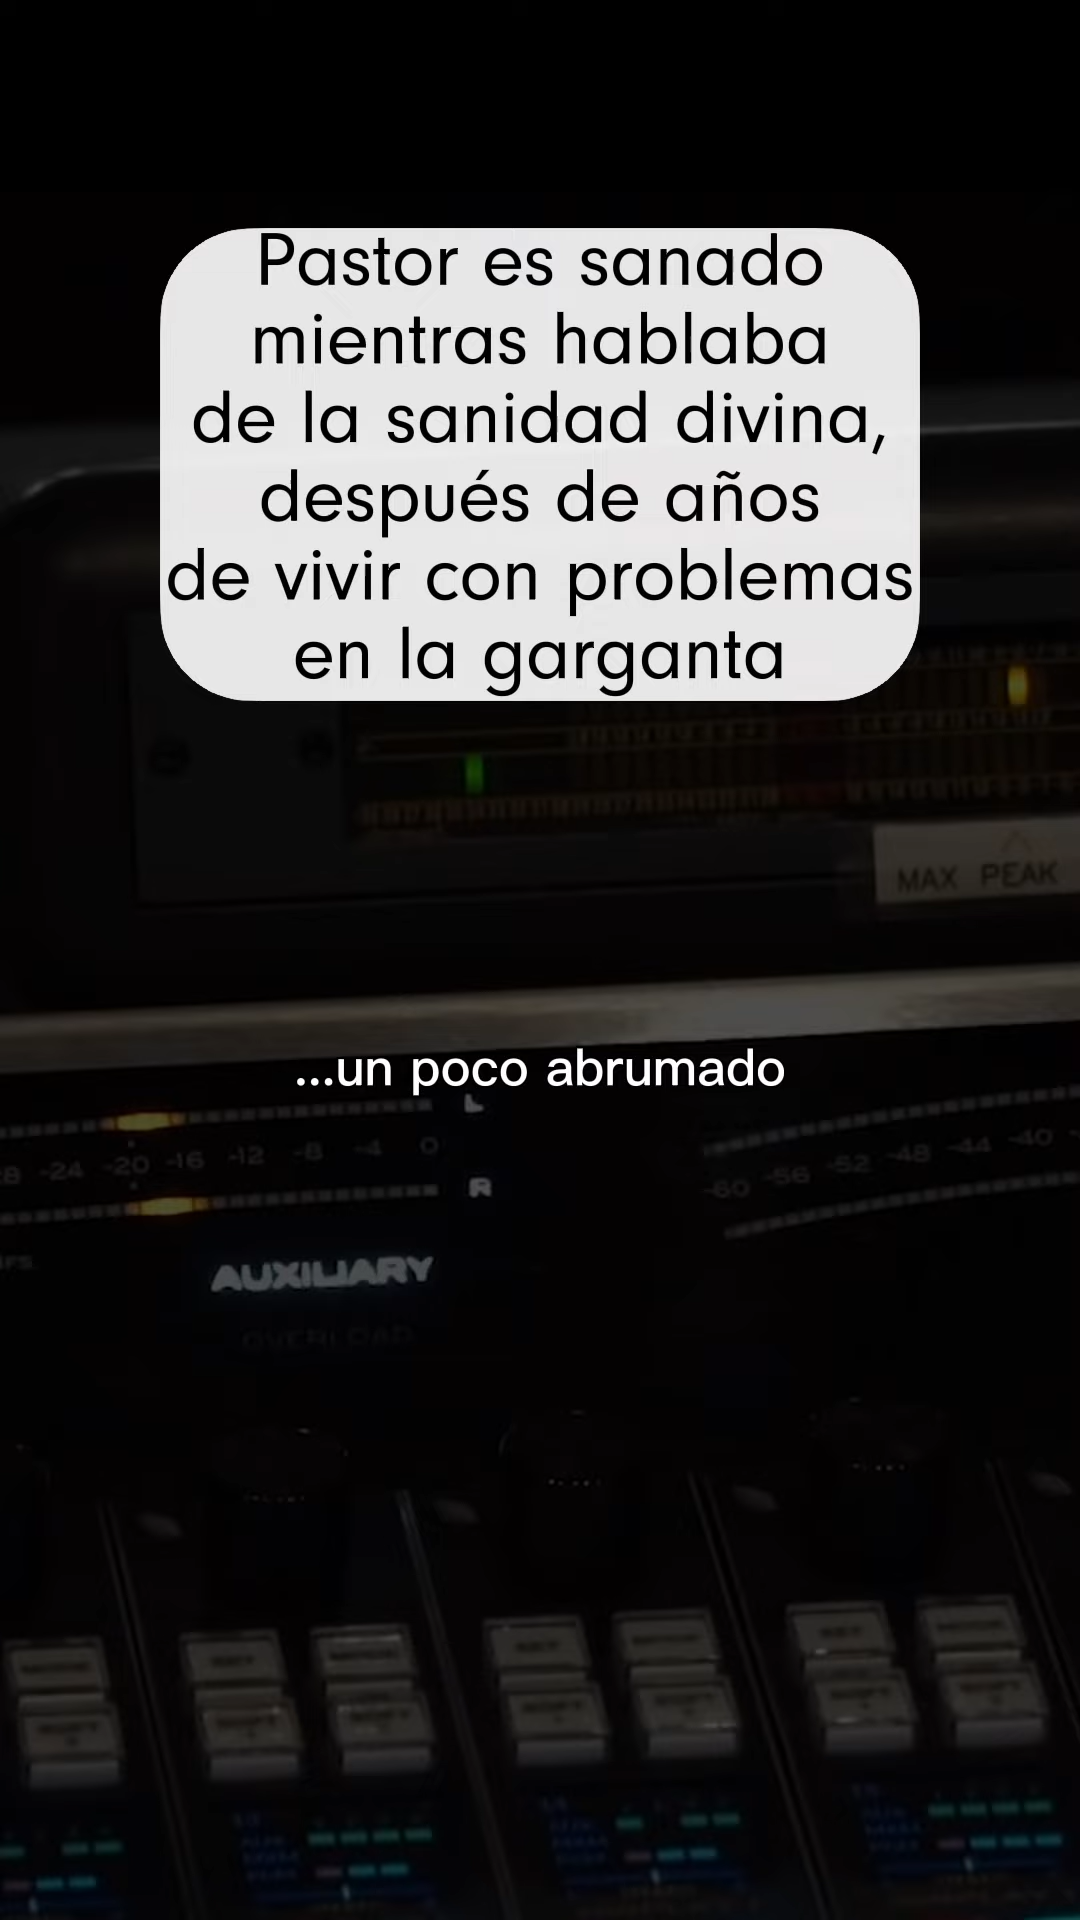 Pastor es sanado
mientras hablaba
de la sanidad divina,
después de años
de vivir con problemas
en la garganta
MAX PEAK
...un poco abrumado
L
-24 -20 -16 -12 -8 -4 0
-60 -56 -52 -48 -44 -40
R
AUXILIARY
OVERLOAD